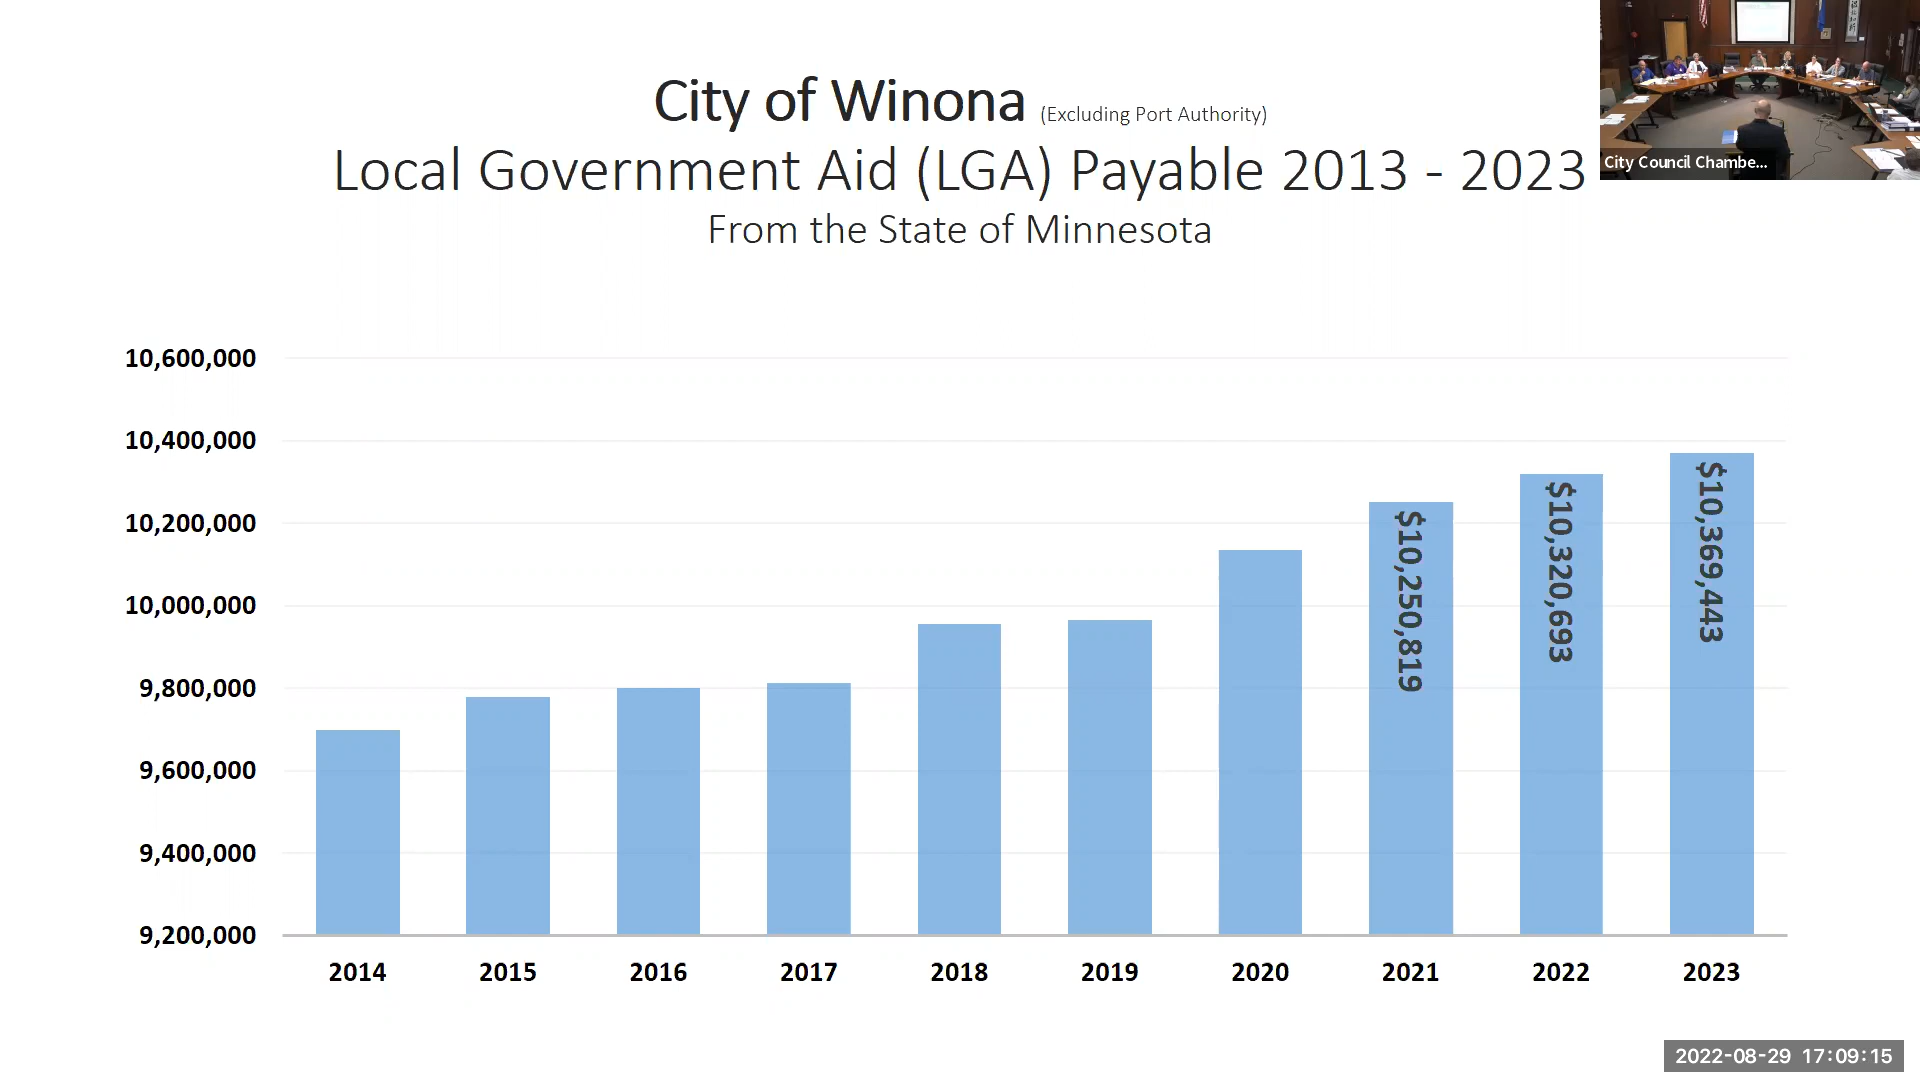 City of Winona (Excluding Port Authority)
Local Government Aid (LGA) Payable 2013 - 2023
From the State of Minnesota
City Council Chambe...
10,600,000
10,400,000
10,200,000
10,000,000
9,800,000
9,600,000
9,400,000
9,200,000
$10,250,819
$10,320,693
$10,369,443
2014 2015 2016 2017 2018 2019 2020 2021 2022 2023
2022-08-29 17:09:15